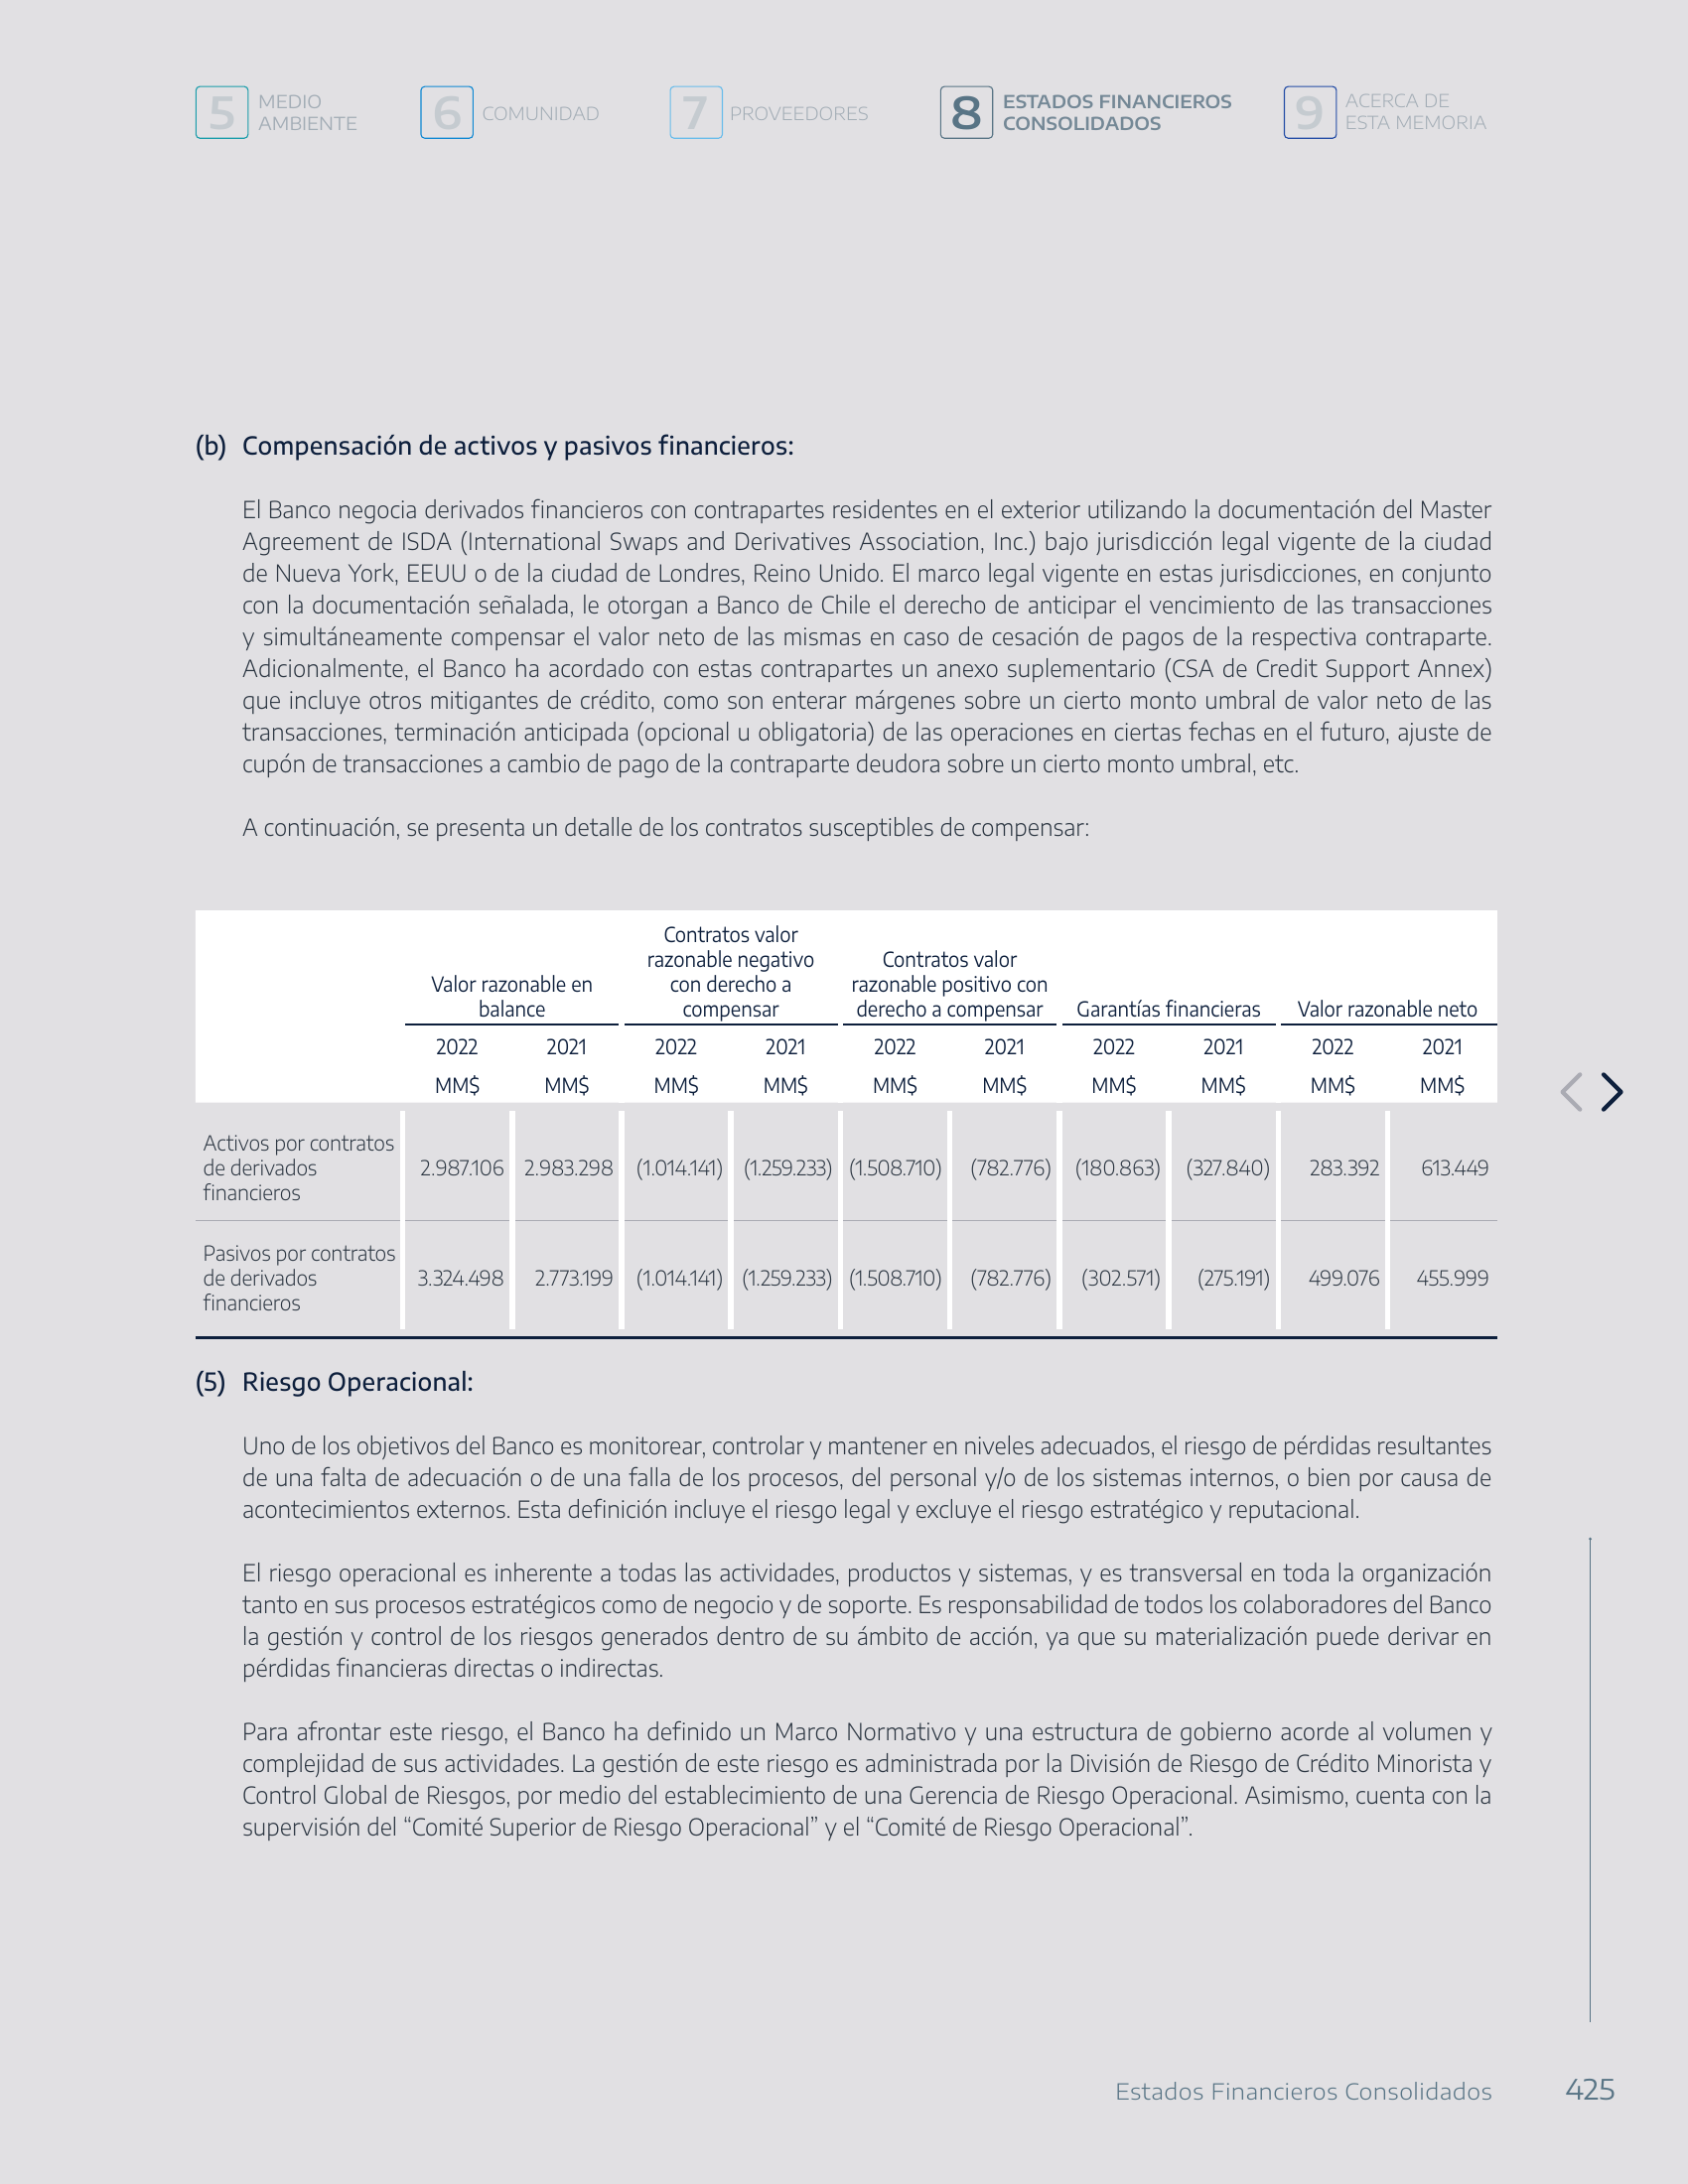 5 MEDIO AMBIENTE
6 COMUNIDAD
7 PROVEEDORES
8 ESTADOS FINANCIEROS CONSOLIDADOS
9 ACERCA DE ESTA MEMORIA
(b) Compensación de activos y pasivos financieros:
El Banco negocia derivados financieros con contrapartes residentes en el exterior utilizando la documentación del Master
Agreement de ISDA (International Swaps and Derivatives Association, Inc.) bajo jurisdicción legal vigente de la ciudad
de Nueva York, EEUU o de la ciudad de Londres, Reino Unido. El marco legal vigente en estas jurisdicciones, en conjunto
con la documentación señalada, le otorgan a Banco de Chile el derecho de anticipar el vencimiento de las transacciones
y simultáneamente compensar el valor neto de las mismas en caso de cesación de pagos de la respectiva contraparte.
Adicionalmente, el Banco ha acordado con estas contrapartes un anexo suplementario (CSA de Credit Support Annex)
que incluye otros mitigantes de crédito, como son enterar márgenes sobre un cierto monto umbral de valor neto de las
transacciones, terminación anticipada (opcional u obligatoria) de las operaciones en ciertas fechas en el futuro, ajuste de
cupón de transacciones a cambio de pago de la contraparte deudora sobre un cierto monto umbral, etc.
A continuación, se presenta un detalle de los contratos susceptibles de compensar:
Valor razonable en
balance
Contratos valor
razonable negativo
con derecho a
compensar
Contratos valor
razonable positivo con
derecho a compensar
Garantías financieras
Valor razonable neto
2022 2021 2022 2021 2022 2021 2022 2021 2022 2021
MM$ MM$ MM$ MM$ MM$ MM$ MM$ MM$ MM$ MM$
Activos por contratos
de derivados
financieros
2.987.106 2.983.298 (1.014.141) (1.259.233) (1.508.710) (782.776) (180.863) (327.840) 283.392 613.449
Pasivos por contratos
de derivados
financieros
3.324.498 2.773.199 (1.014.141) (1.259.233) (1.508.710) (782.776) (302.571) (275.191) 499.076 455.999
(5) Riesgo Operacional:
Uno de los objetivos del Banco es monitorear, controlar y mantener en niveles adecuados, el riesgo de pérdidas resultantes
de una falta de adecuación o de una falla de los procesos, del personal y/o de los sistemas internos, o bien por causa de
acontecimientos externos. Esta definición incluye el riesgo legal y excluye el riesgo estratégico y reputacional.
El riesgo operacional es inherente a todas las actividades, productos y sistemas, y es transversal en toda la organización
tanto en sus procesos estratégicos como de negocio y de soporte. Es responsabilidad de todos los colaboradores del Banco
la gestión y control de los riesgos generados dentro de su ámbito de acción, ya que su materialización puede derivar en
pérdidas financieras directas o indirectas.
Para afrontar este riesgo, el Banco ha definido un Marco Normativo y una estructura de gobierno acorde al volumen y
complejidad de sus actividades. La gestión de este riesgo es administrada por la División de Riesgo de Crédito Minorista y
Control Global de Riesgos, por medio del establecimiento de una Gerencia de Riesgo Operacional. Asimismo, cuenta con la
supervisión del “Comité Superior de Riesgo Operacional” y el “Comité de Riesgo Operacional”.
Estados Financieros Consolidados 425